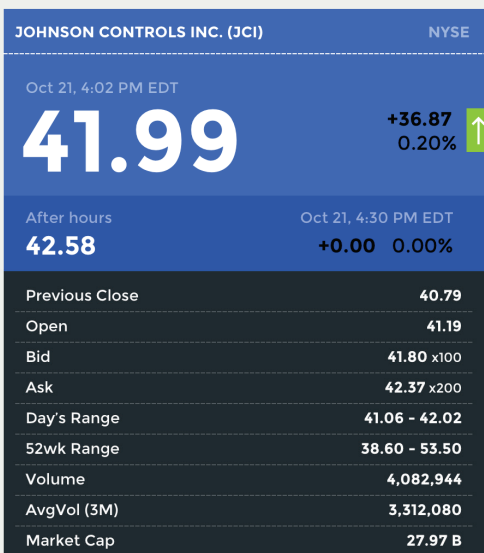 JOHNSON CONTROLS INC. (JCI) NYSE
Oct 21, 4:02 PM EDT
41.99 +36.87
0.20%
After hours Oct 21, 4:30 PM EDT
42.58 +0.00 0.00%
Previous Close 40.79
Open 41.19
Bid 41.80 x100
Ask 42.37 x200
Day's Range 41.06 - 42.02
52wk Range 38.60 - 53.50
Volume 4,082,944
AvgVol (3M) 3,312,080
Market Cap 27.97 B